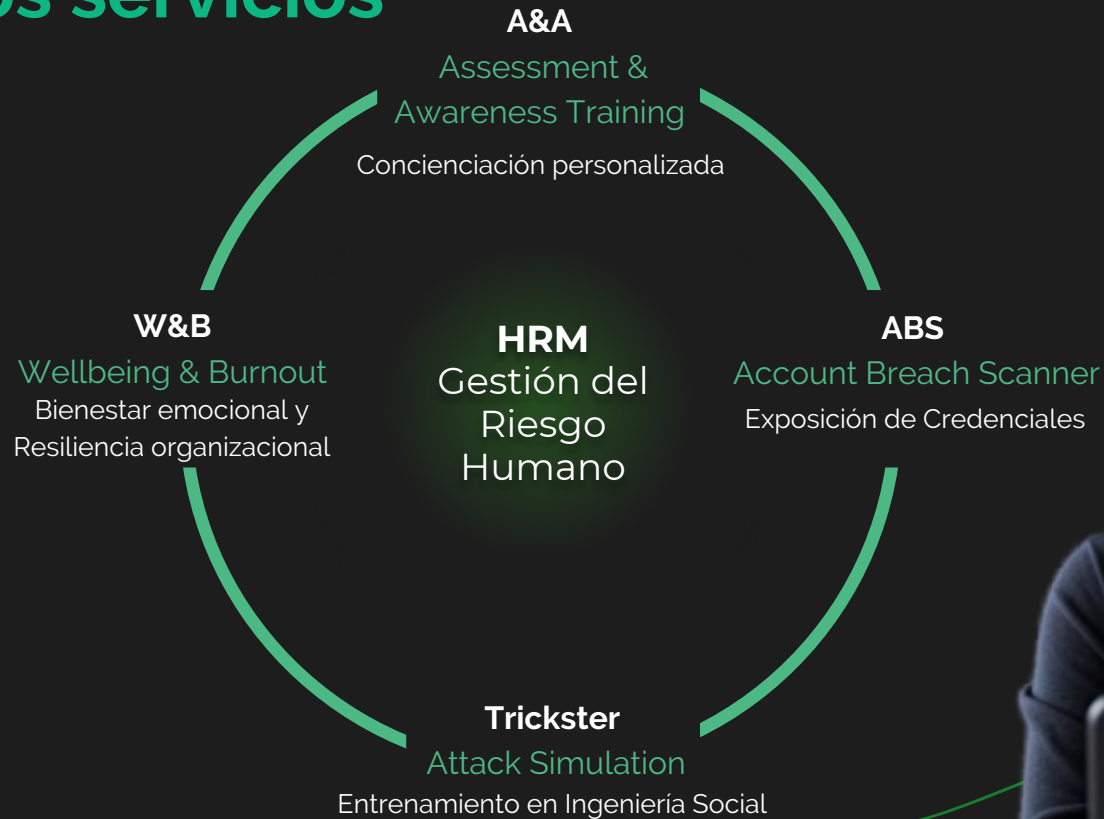 servicios
A&A
Assessment &
Awareness Training
Concienciación personalizada
W&B
Wellbeing & Burnout
Bienestar emocional y
Resiliencia organizacional
HRM
Gestión del
Riesgo
Humano
ABS
Account Breach Scanner
Exposición de Credenciales
Trickster
Attack Simulation
Entrenamiento en Ingeniería Social